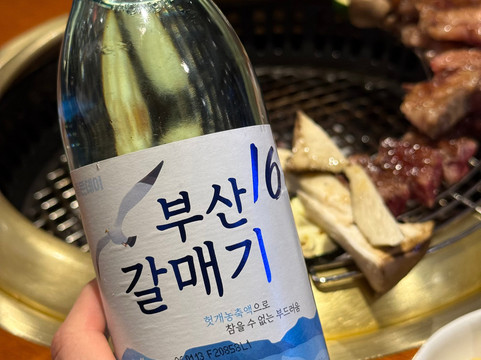 부산
16
갈매기
헛개농축액으로
참을 수 없는 부드러움